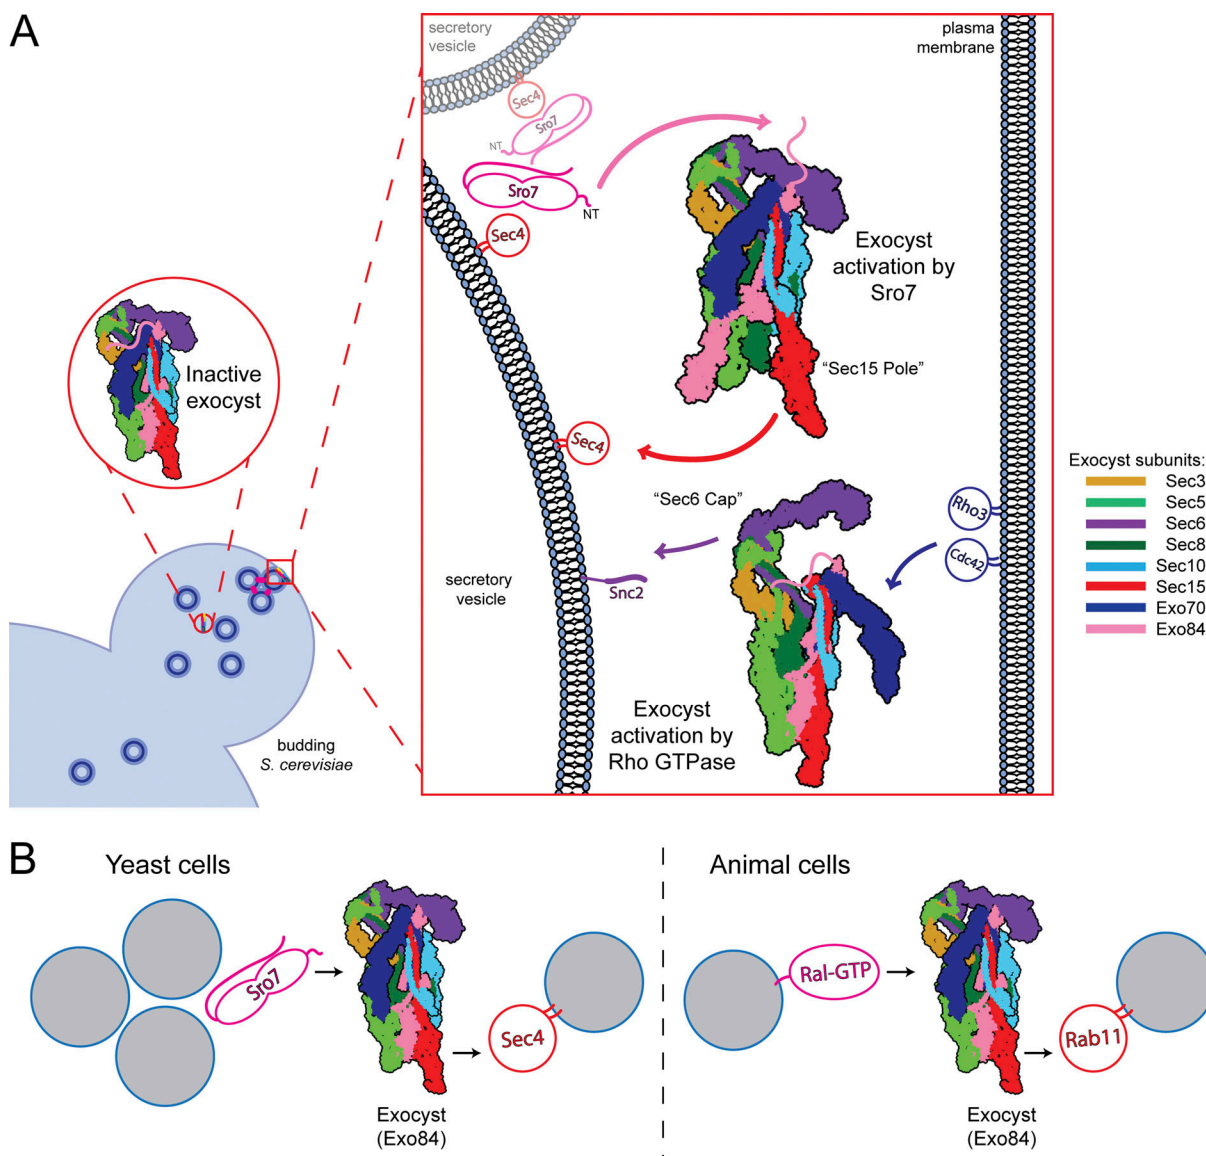 A
secretory
vesicle
plasma
membrane
Sec4
Sro7
NT
Sro7
NT
Sec4
Exocyst
activation by
Sro7
"Sec15 Pole"
Inactive
exocyst
Sec4
"Sec6 Cap"
Rho3
Cdc42
secretory
vesicle
Snc2
Exocyst
activation by
Rho GTPase
budding
S. cerevisiae
Exocyst subunits:
Sec3
Sec5
Sec6
Sec8
Sec10
Sec15
Exo70
Exo84
B
Yeast cells
Sro7
Sec4
Exocyst
(Exo84)
Animal cells
Ral-GTP
Rab11
Exocyst
(Exo84)